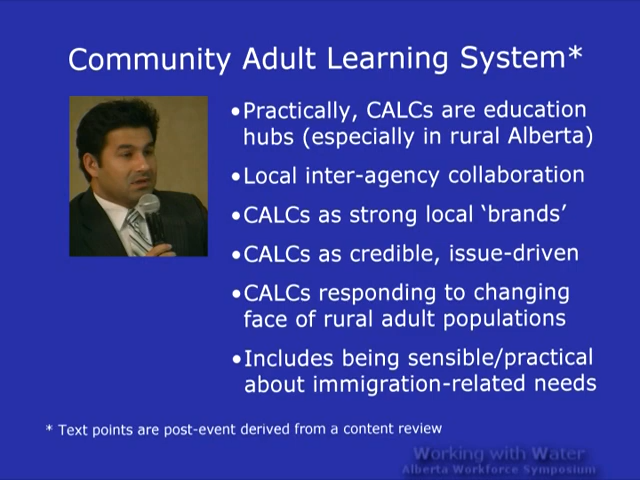 Community Adult Learning System*
•Practically, CALCs are education
hubs (especially in rural Alberta)
•Local inter-agency collaboration
•CALCs as strong local ‘brands’
•CALCs as credible, issue-driven
•CALCs responding to changing
face of rural adult populations
•Includes being sensible/practical
about immigration-related needs
* Text points are post-event derived from a content review
Working with Water
Alberta Workforce Symposium